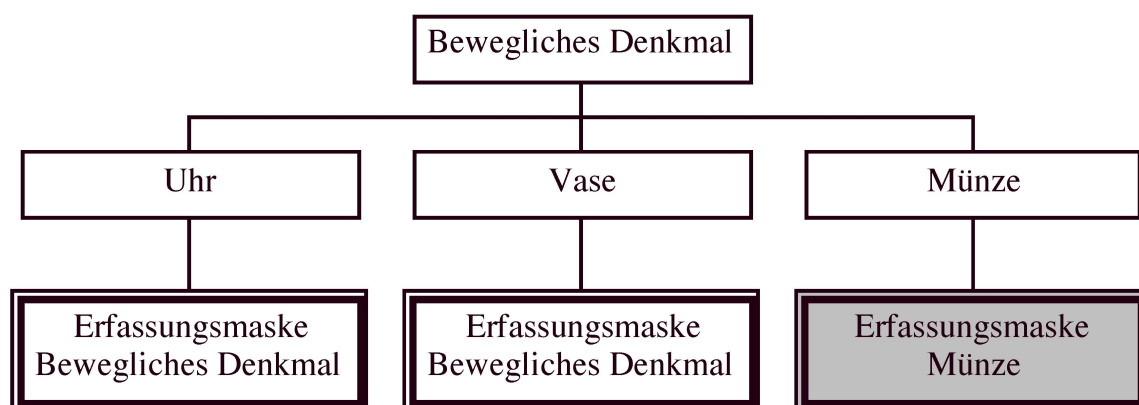 Bewegliches Denkmal
Uhr
Vase
Münze
Erfassungsmaske
Bewegliches Denkmal
Erfassungsmaske
Bewegliches Denkmal
Erfassungsmaske
Münze